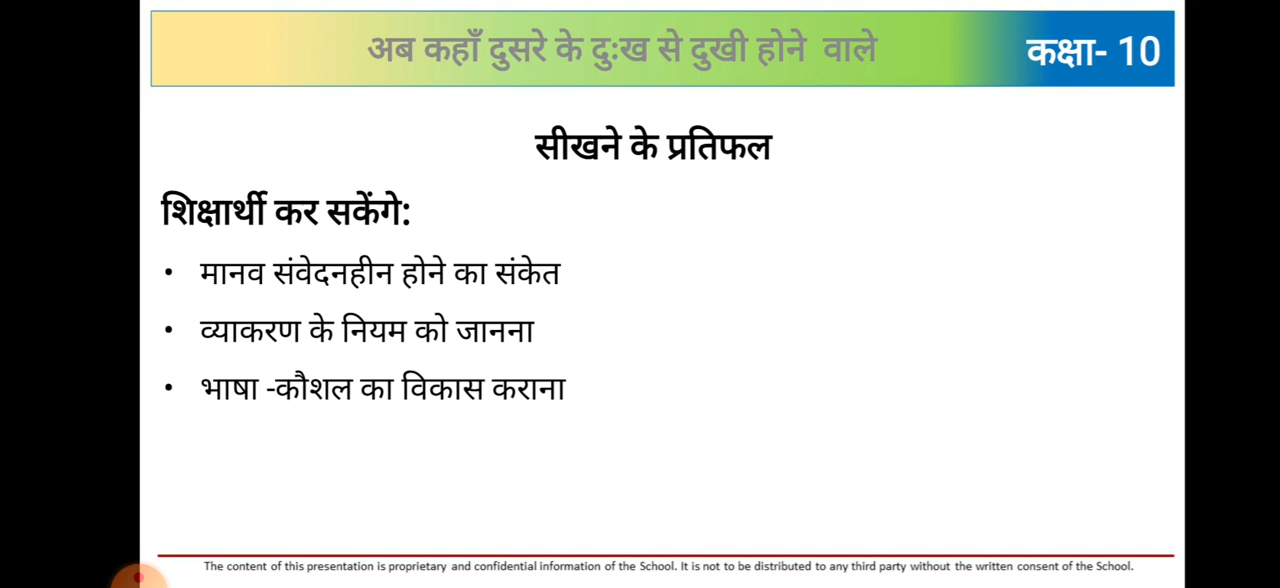 अब कहाँ दुसरे के दुःख से दुखी होने वाले
कक्षा- 10
सीखने के प्रतिफल
शिक्षार्थी कर सकेंगे:
• मानव संवेदनहीन होने का संकेत
• व्याकरण के नियम को जानना
• भाषा -कौशल का विकास कराना
The content of this presentation is proprietary and confidential information of the School. It is not to be distributed to any third party without the written consent of the School.